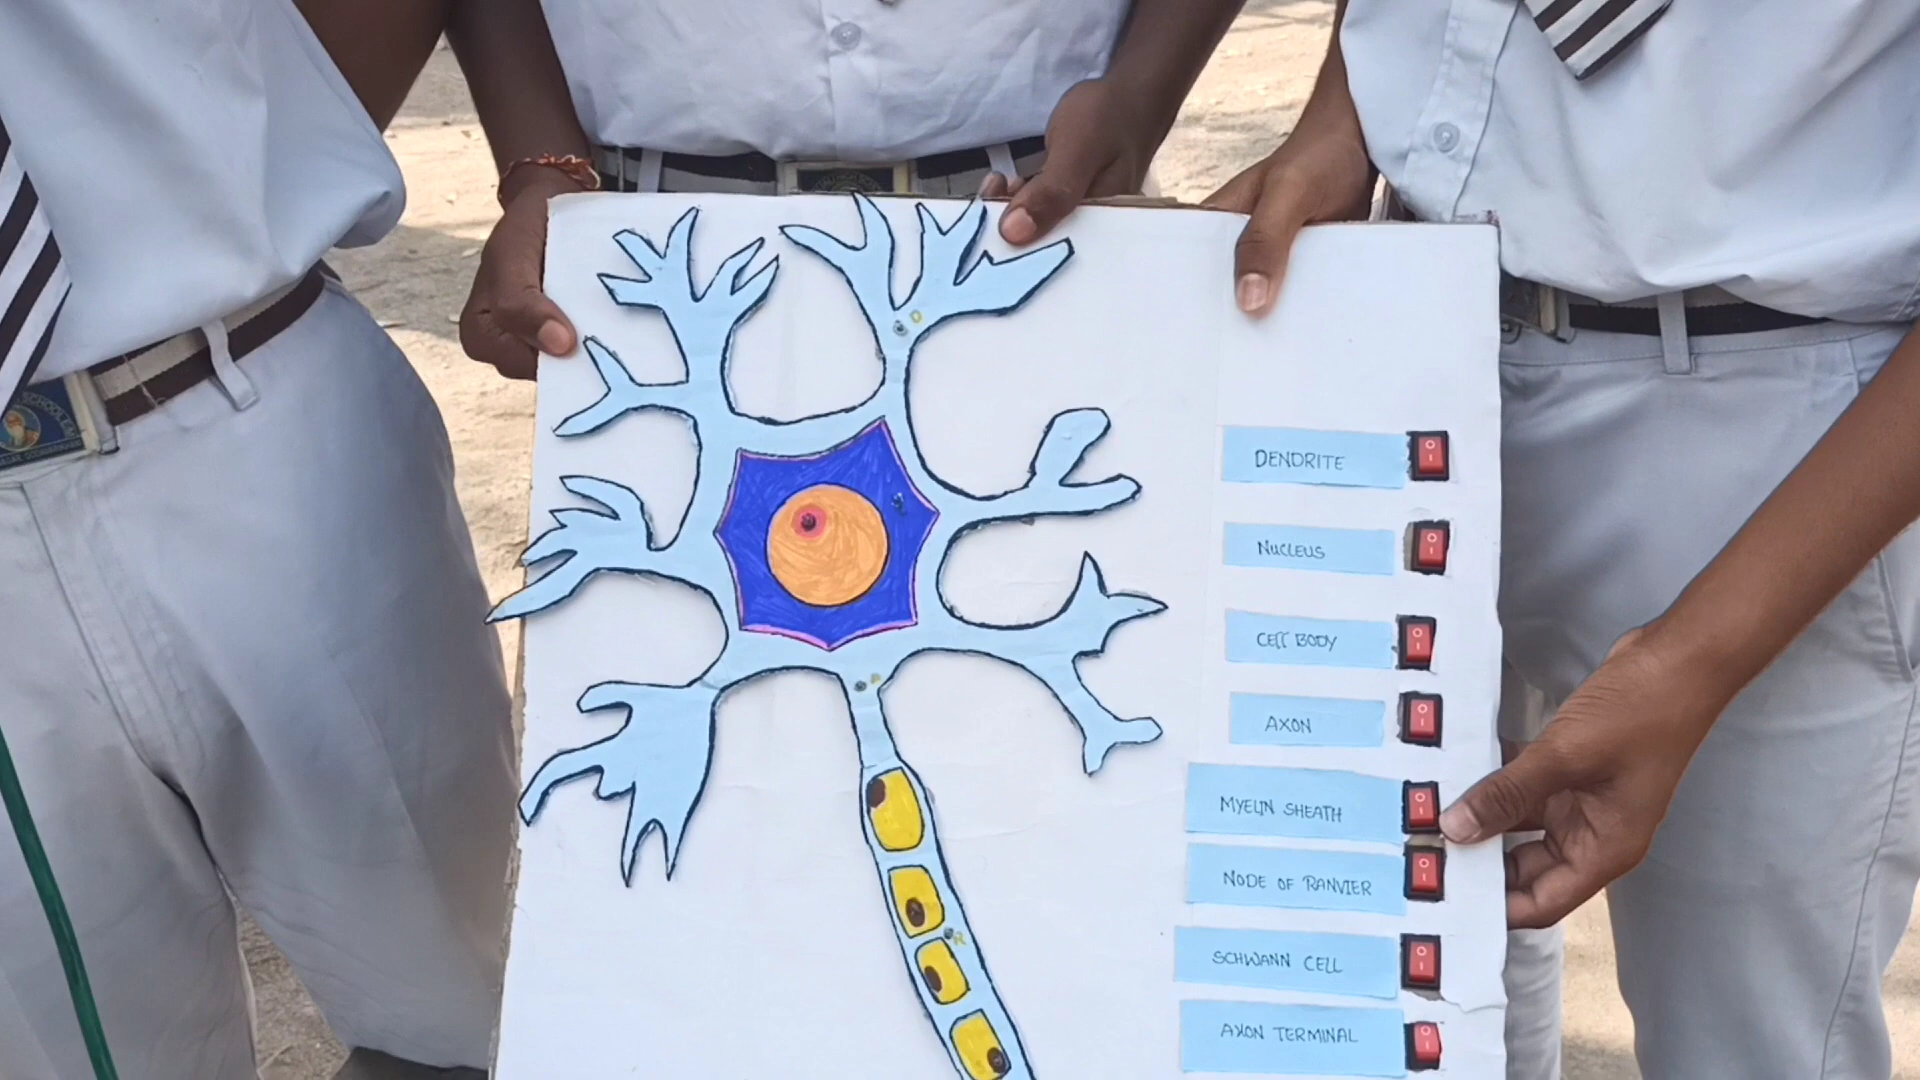 D
DENDRITE
NUCLEUS
CELL BODY
AXON
MYELIN SHEATH
NODE OF RANVIER
R
SCHWANN CELL
AXON TERMINAL